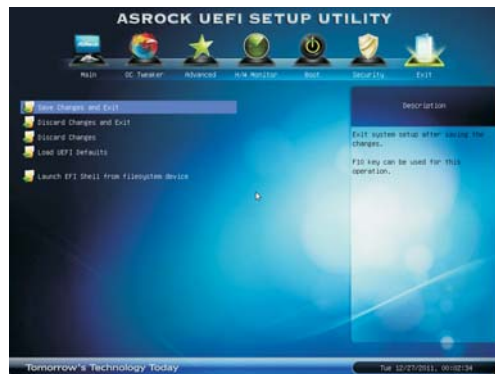 ASROCK UEFI SETUP UTILITY
Main OC Tweaker Advanced H/W Monitor Boot Security Exit
Save Changes and Exit
Discard Changes and Exit
Discard Changes
Load UEFI Defaults
Launch EFI Shell from filesystem device
Description
Exit system setup after saving the
changes.
F10 key can be used for this
operation.
Tomorrow's Technology Today
Tue 12/27/2011, 00:02:34